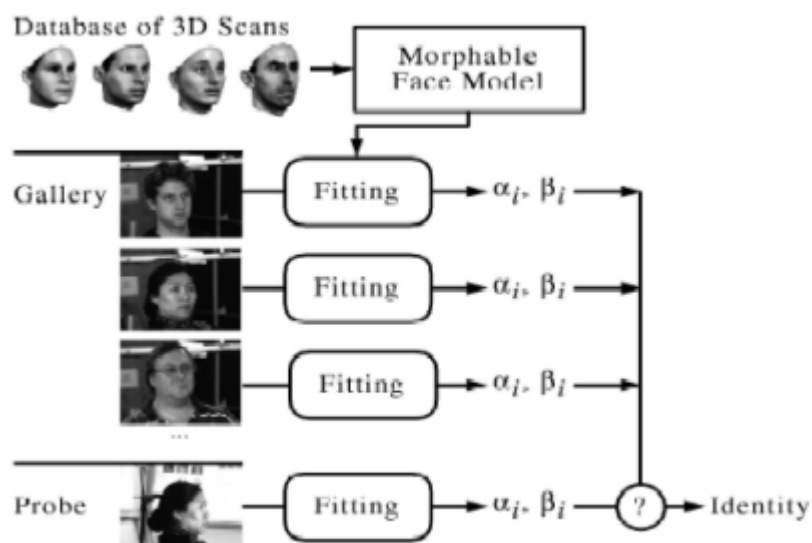 Database of 3D Scans
Morphable
Face Model
Gallery
Fitting
αi, βi
Fitting
αi, βi
Fitting
αi, βi
...
Probe
Fitting
αi, βi
?
Identity